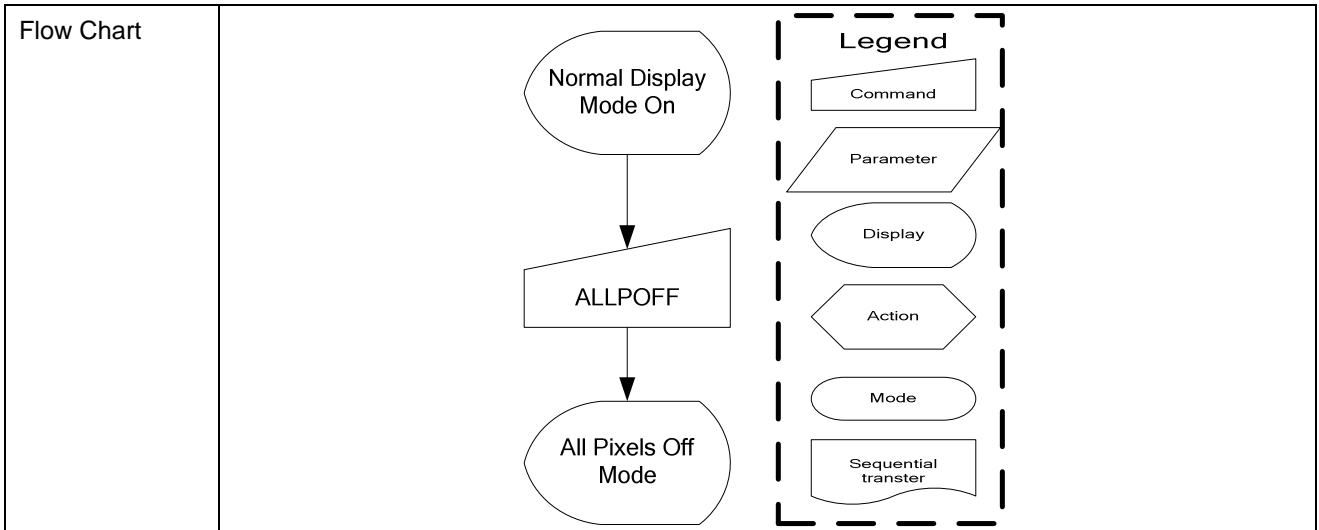 Flow Chart
Normal Display
Mode On
ALLPOFF
All Pixels Off
Mode
Legend
Command
Parameter
Display
Action
Mode
Sequential
transter